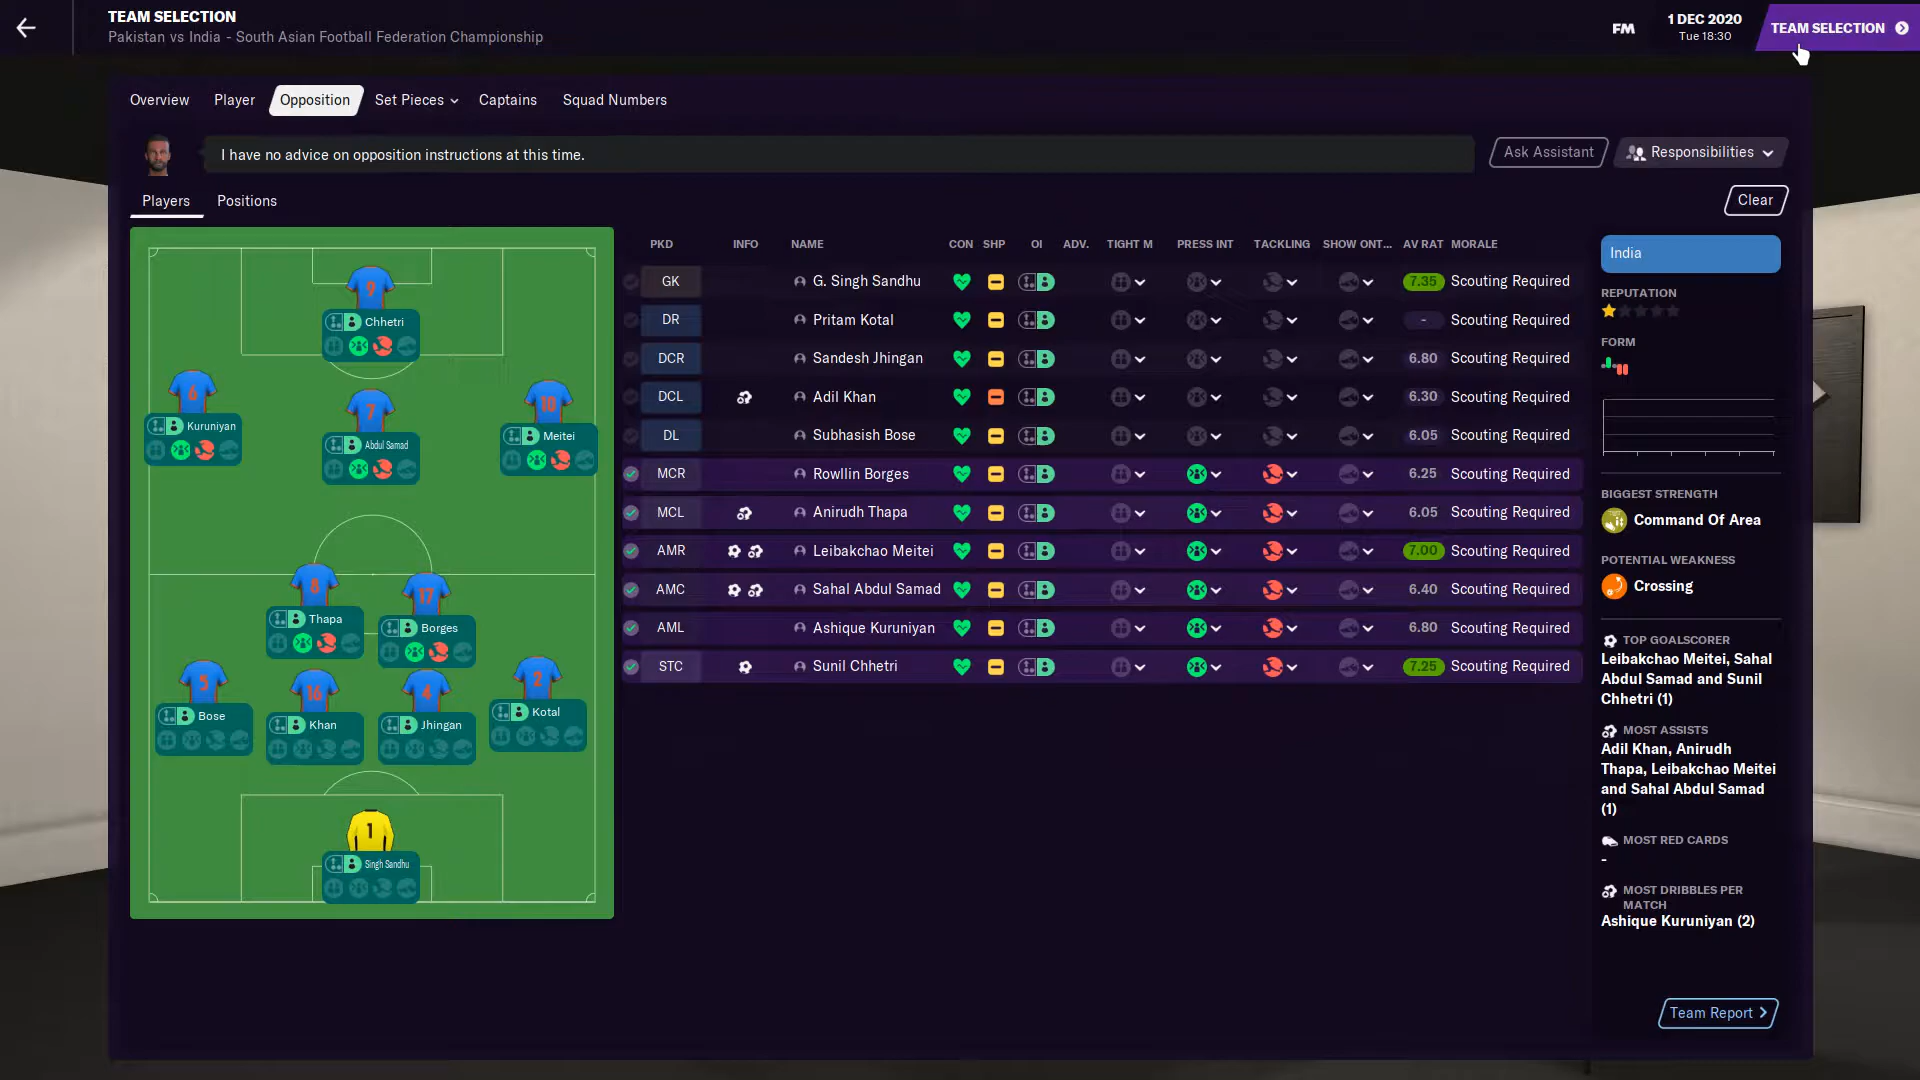 TEAM SELECTION
Pakistan vs India - South Asian Football Federation Championship
FM
1 DEC 2020
Tue 18:30
TEAM SELECTION
Overview
Player
Opposition
Set Pieces
Captains
Squad Numbers
I have no advice on opposition instructions at this time.
Ask Assistant
Responsibilities
Players
Positions
Clear
9
Chhetri
6
Kuruniyan
7
Abdul Samad
10
Meitei
8
Thapa
17
Borges
5
Bose
16
Khan
4
Jhingan
2
Kotal
1
Singh Sandhu
PKD INFO NAME CON SHP OI ADV. TIGHT M PRESS INT TACKLING SHOW ONT... AV RAT MORALE
GK G. Singh Sandhu 7.35 Scouting Required
DR Pritam Kotal - Scouting Required
DCR Sandesh Jhingan 6.80 Scouting Required
DCL Adil Khan 6.30 Scouting Required
DL Subhasish Bose 6.05 Scouting Required
MCR Rowllin Borges 6.25 Scouting Required
MCL Anirudh Thapa 6.05 Scouting Required
AMR Leibakchao Meitei 7.00 Scouting Required
AMC Sahal Abdul Samad 6.40 Scouting Required
AML Ashique Kuruniyan 6.80 Scouting Required
STC Sunil Chhetri 7.25 Scouting Required
India
REPUTATION
FORM
BIGGEST STRENGTH
Command Of Area
POTENTIAL WEAKNESS
Crossing
TOP GOALSCORER
Leibakchao Meitei, Sahal
Abdul Samad and Sunil
Chhetri (1)
MOST ASSISTS
Adil Khan, Anirudh
Thapa, Leibakchao Meitei
and Sahal Abdul Samad
(1)
MOST RED CARDS
-
MOST DRIBBLES PER
MATCH
Ashique Kuruniyan (2)
Team Report